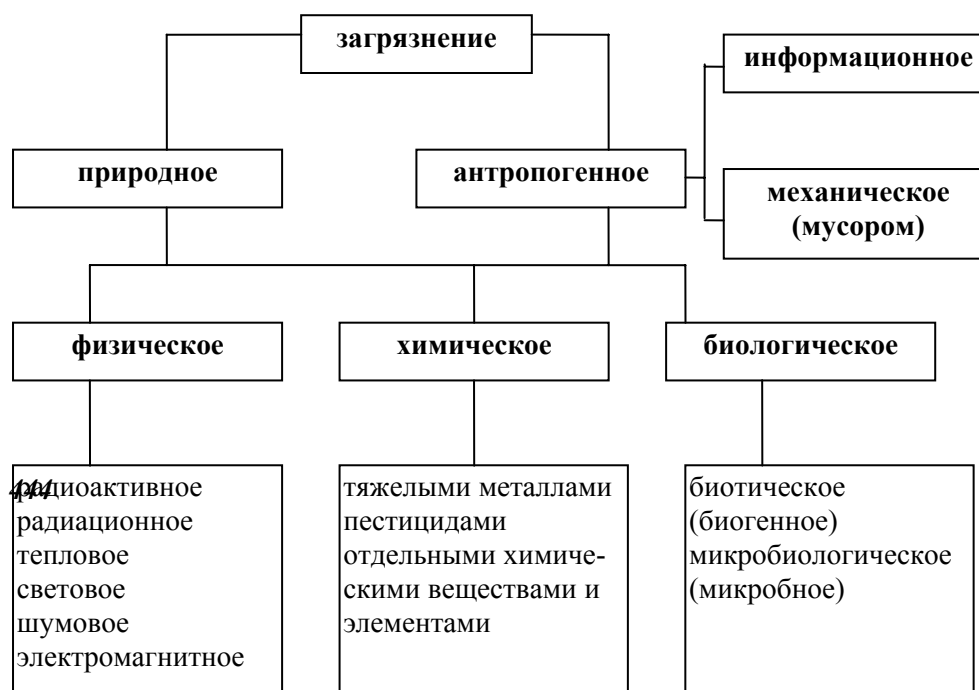 загрязнение
информационное
природное
антропогенное
механическое
(мусором)
физическое
химическое
биологическое
444
радиоактивное
радиационное
тепловое
световое
шумовое
электромагнитное
тяжелыми металлами
пестицидами
отдельными химиче-
скими веществами и
элементами
биотическое
(биогенное)
микробиологическое
(микробное)